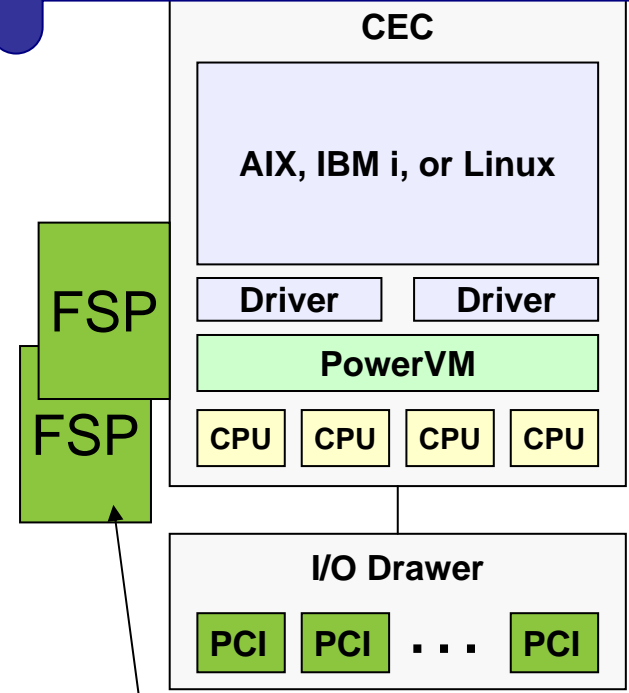 CEC
AIX, IBM i, or Linux
FSP
Driver Driver
PowerVM
FSP
CPU CPU CPU CPU
I/O Drawer
PCI PCI . . . PCI